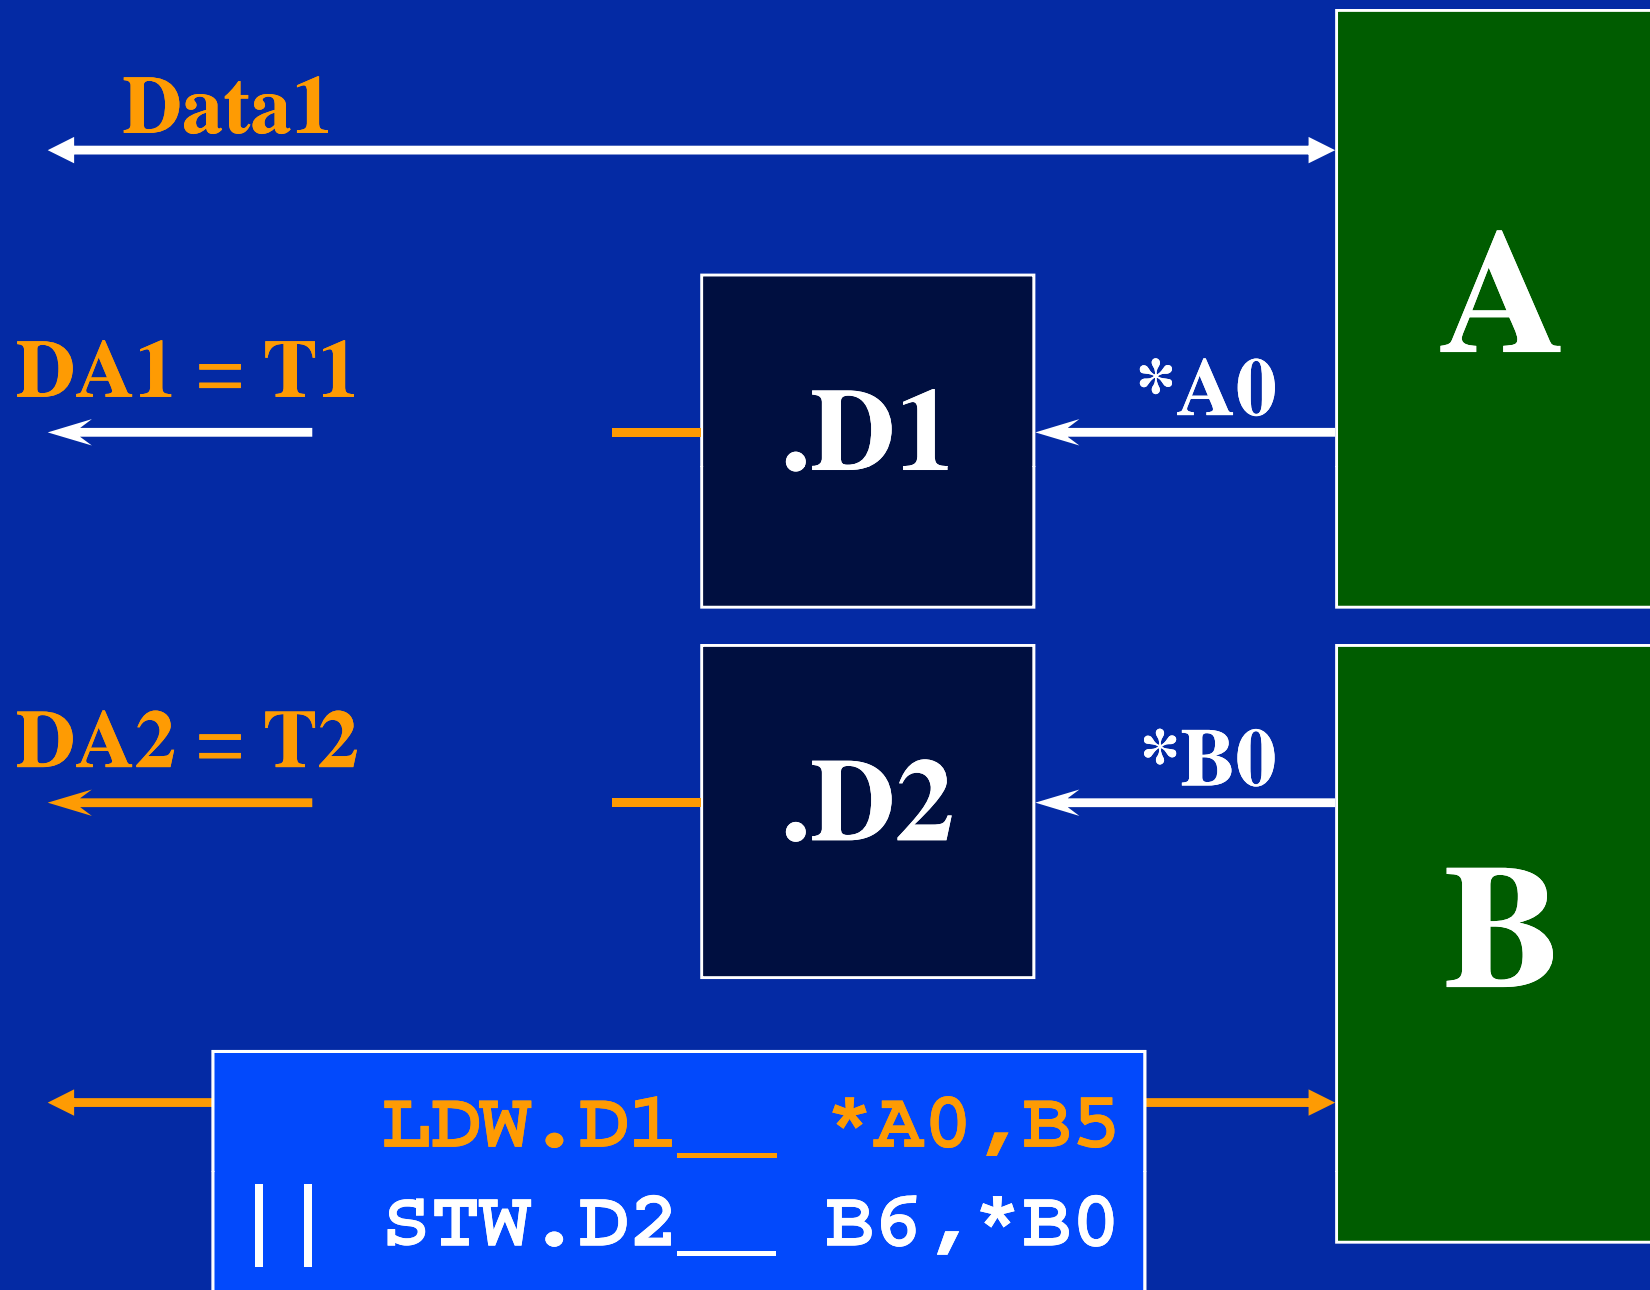 Data1
A
DA1 = T1
.D1
*A0
DA2 = T2
.D2
*B0
B
LDW.D1__ *A0,B5
|| STW.D2__ B6,*B0